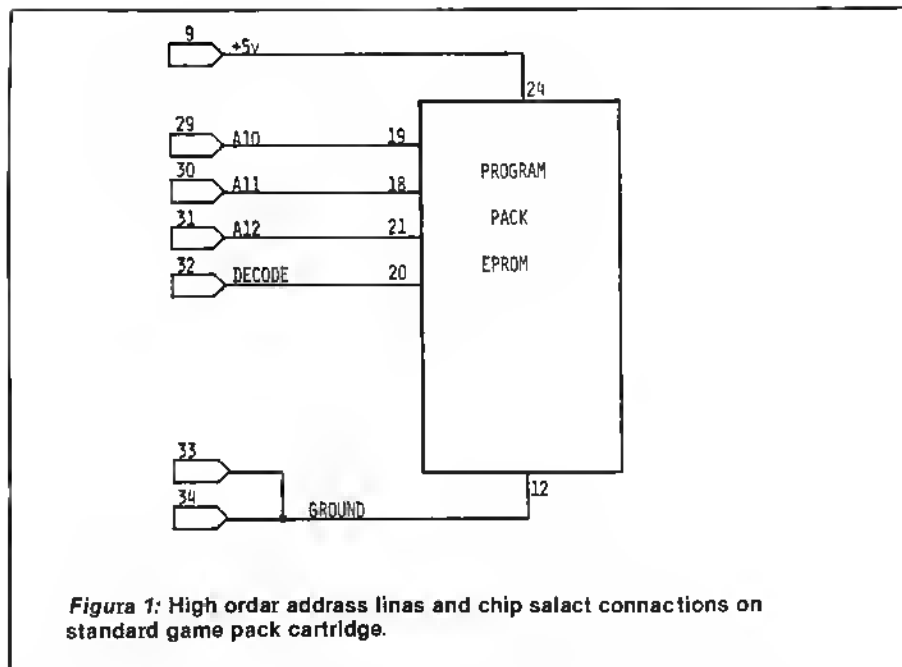 9
+5v
24
29
A10
19
30
A11
18
31
A12
21
32
DECODE
20
PROGRAM
PACK
EPROM
33
34
GROUND
12
Figura 1: High ordar addrass linas and chip salact connactions on
standard game pack cartridge.